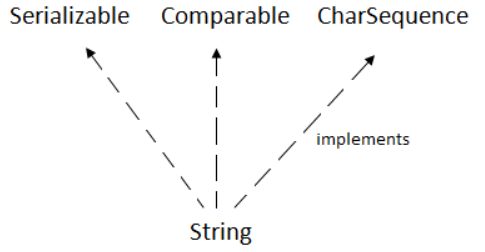 Serializable Comparable CharSequence
implements
String